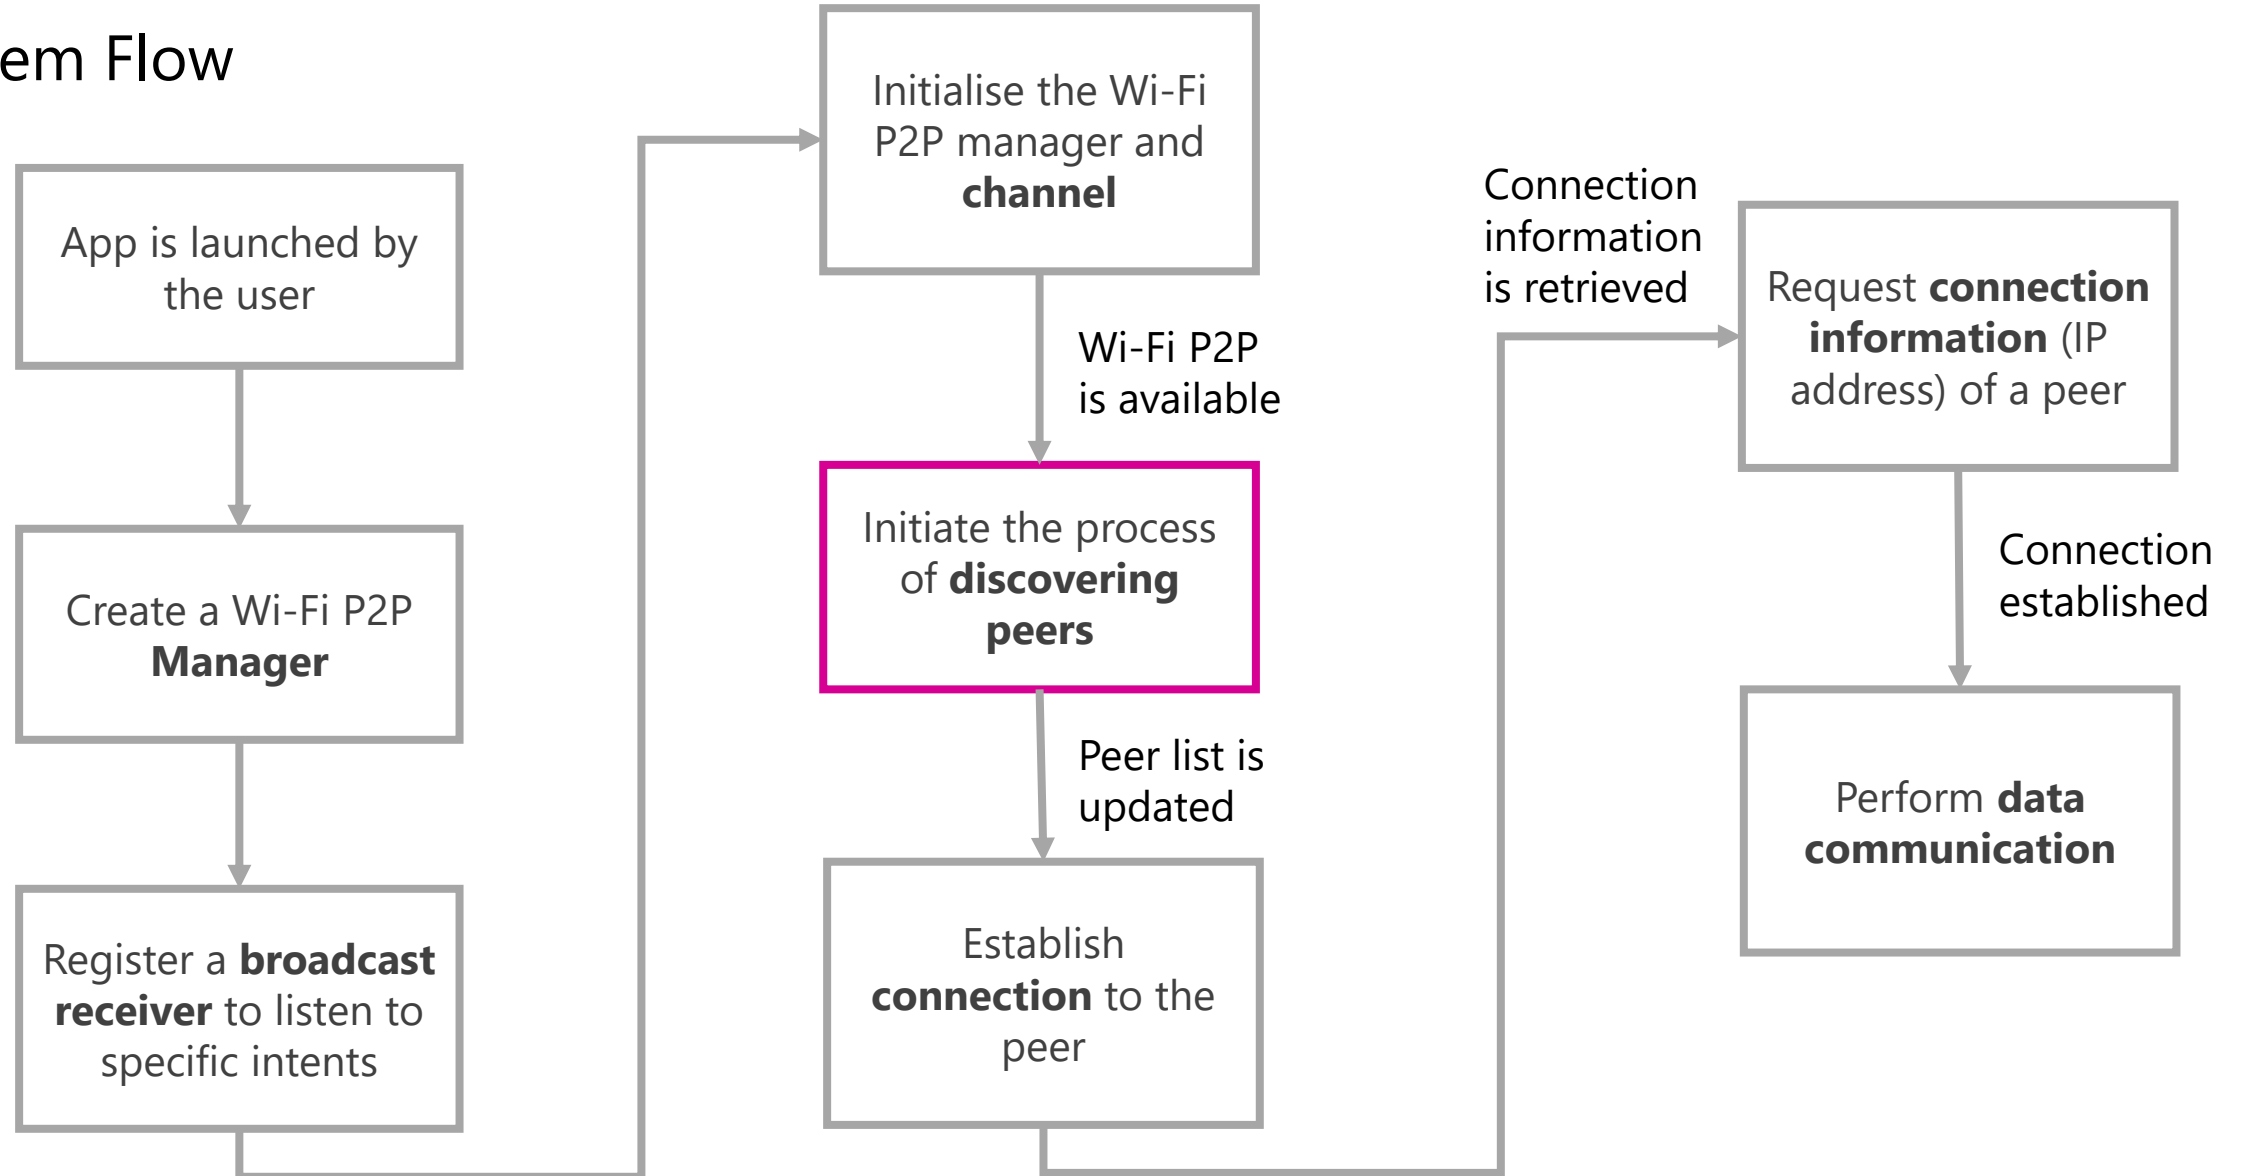 em Flow
App is launched by
the user
Create a Wi-Fi P2P
Manager
Register a broadcast
receiver to listen to
specific intents
Initialise the Wi-Fi
P2P manager and
channel
Wi-Fi P2P
is available
Initiate the process
of discovering
peers
Peer list is
updated
Establish
connection to the
peer
Connection
information
is retrieved
Request connection
information (IP
address) of a peer
Connection
established
Perform data
communication